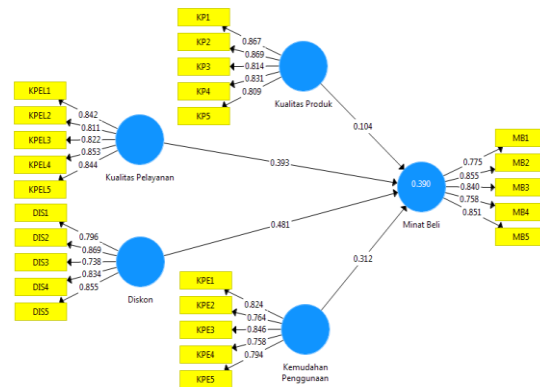 KP1
KP2
KP3
KP4
KP5
0.867
0.869
0.814
0.831
0.809
Kualitas Produk
KPEL1
KPEL2
KPEL3
KPEL4
KPEL5
0.842
0.811
0.822
0.853
0.844
Kualitas Pelayanan
DIS1
DIS2
DIS3
DIS4
DIS5
0.796
0.869
0.738
0.834
0.855
Diskon
KPE1
KPE2
KPE3
KPE4
KPE5
0.824
0.764
0.846
0.758
0.794
Kemudahan
Penggunaan
0.104
0.393
0.481
0.312
0.390
Minat Beli
0.775
0.855
0.840
0.758
0.851
MB1
MB2
MB3
MB4
MB5